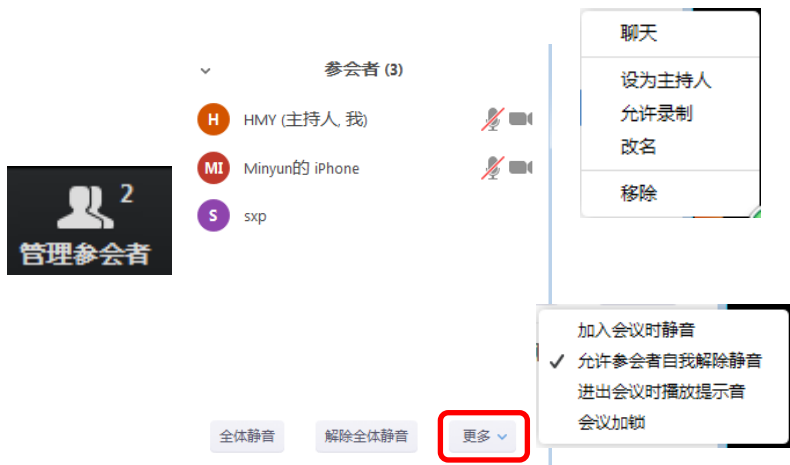 2
管理参会者
参会者 (3)
H HMY (主持人, 我)
MI Minyun的 iPhone
S sxp
全体静音 解除全体静音 更多
聊天
设为主持人
允许录制
改名
移除
加入会议时静音
允许参会者自我解除静音
进出会议时播放提示音
会议加锁